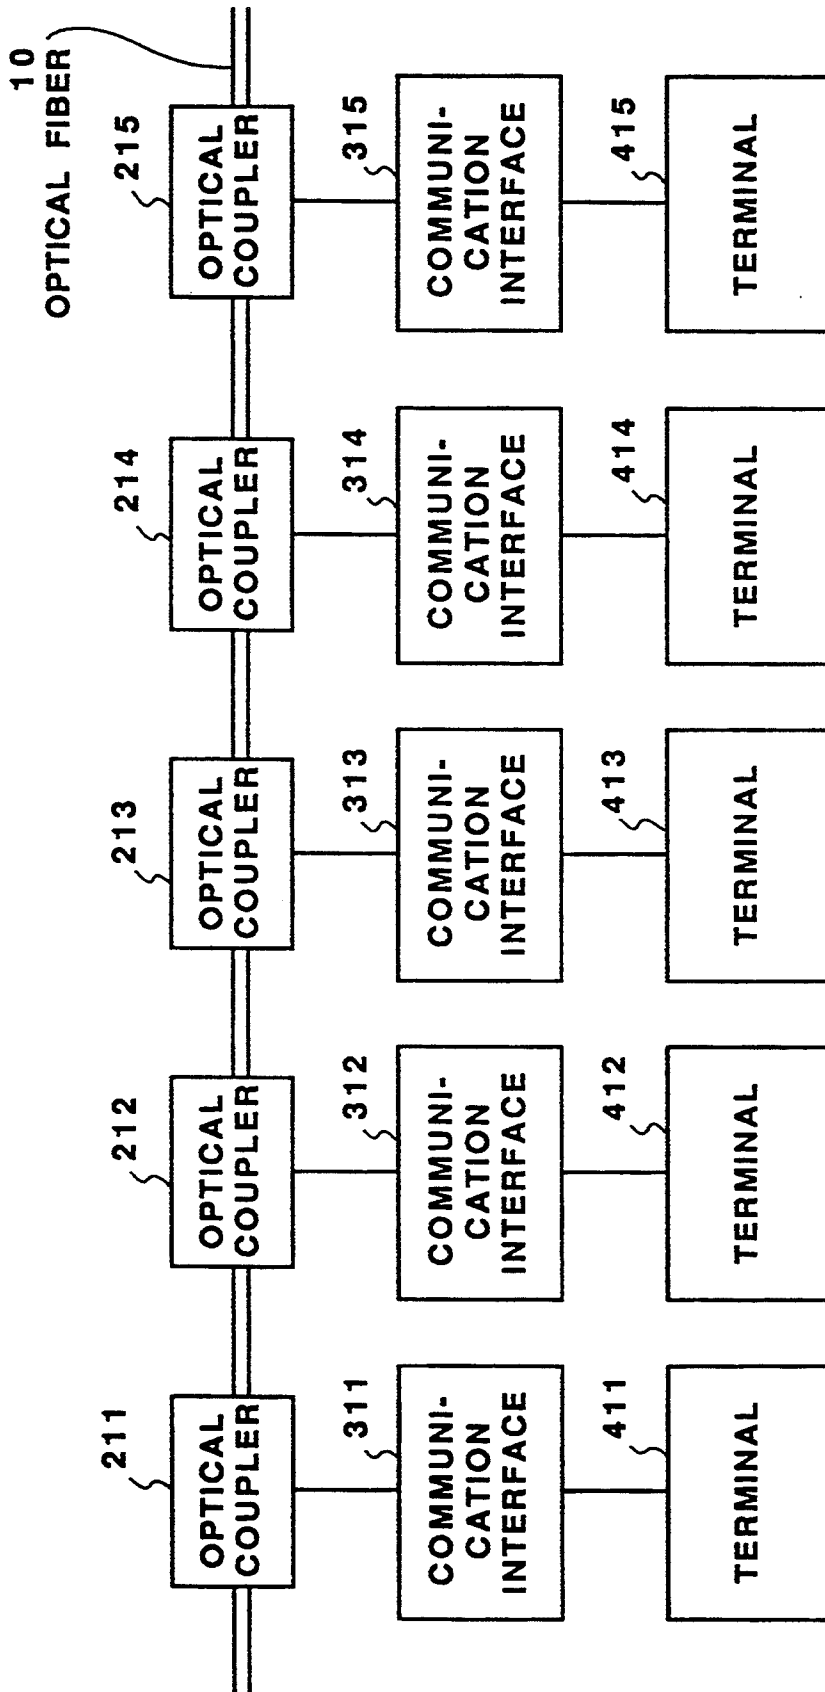 10
OPTICAL FIBER
211
212
213
214
215
OPTICAL
COUPLER
OPTICAL
COUPLER
OPTICAL
COUPLER
OPTICAL
COUPLER
OPTICAL
COUPLER
311
312
313
314
315
COMMUNI-
CATION
INTERFACE
COMMUNI-
CATION
INTERFACE
COMMUNI-
CATION
INTERFACE
COMMUNI-
CATION
INTERFACE
COMMUNI-
CATION
INTERFACE
411
412
413
414
415
TERMINAL
TERMINAL
TERMINAL
TERMINAL
TERMINAL